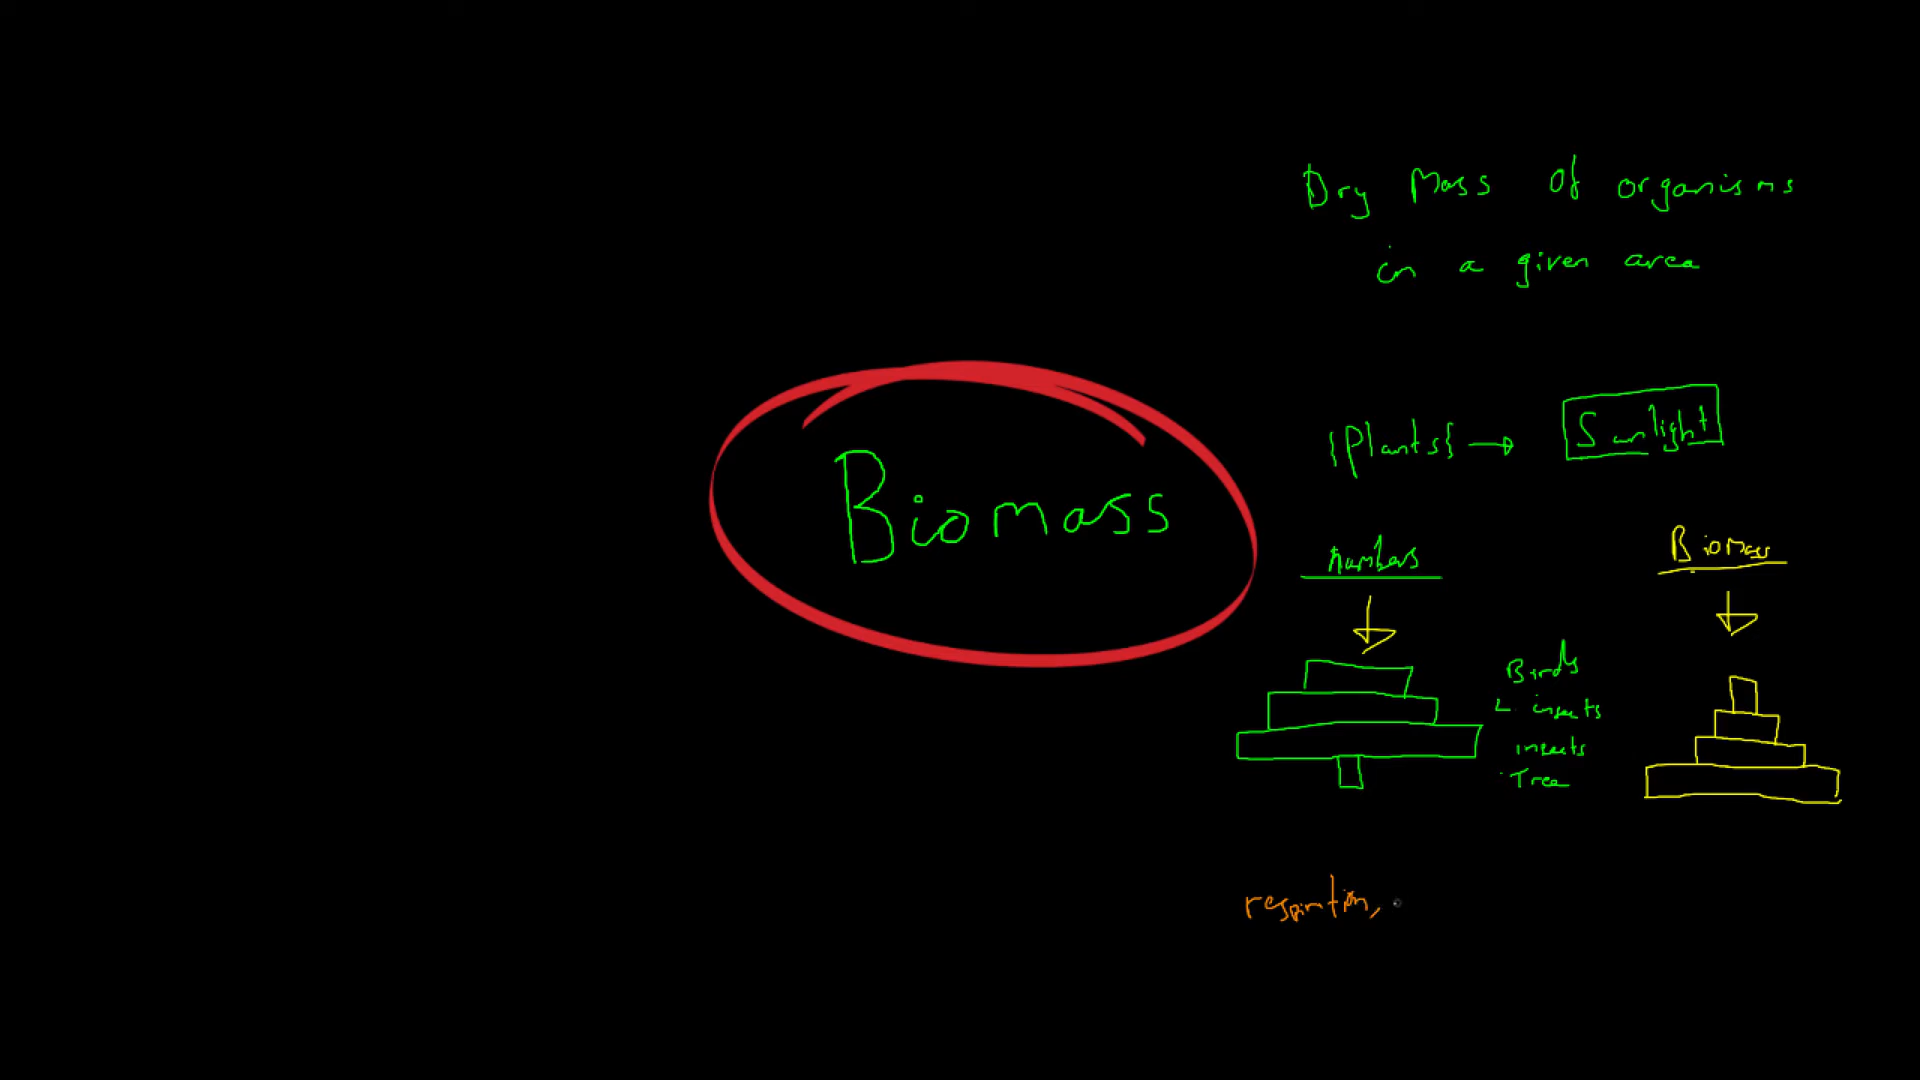 Dry Mass of organisms
in a given area
Biomass
{Plants} → Sunlight
numbers
Biomass
Birds
L insects
insects
Tree
respiration,